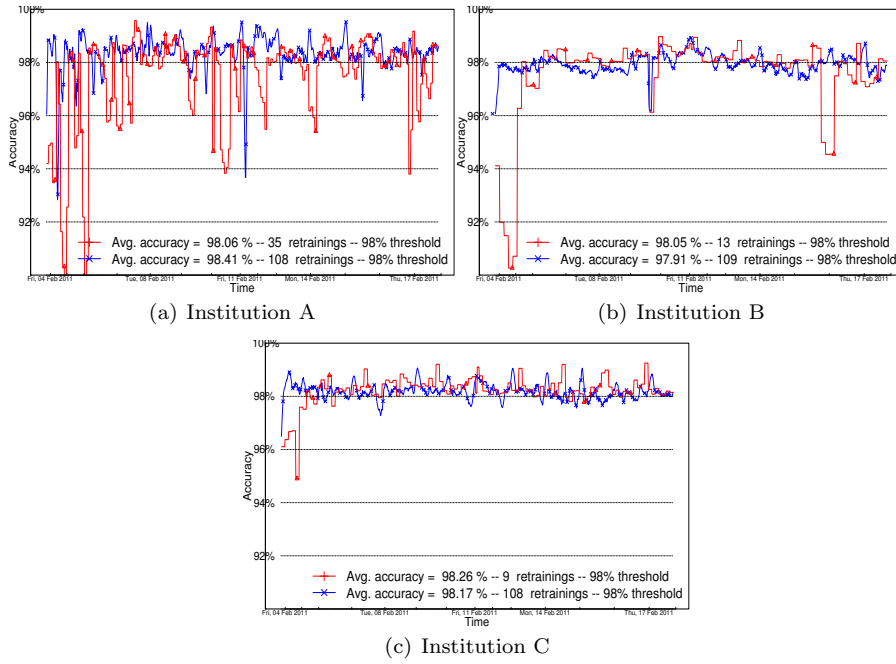 100%
98%
96%
94%
92%
Accuracy
Avg. accuracy = 98.06 % -- 35 retrainings -- 98% threshold
Avg. accuracy = 98.41 % -- 108 retrainings -- 98% threshold
Fri, 04 Feb 2011 Tue, 08 Feb 2011 Fri, 11 Feb 2011 Mon, 14 Feb 2011 Thu, 17 Feb 2011
Time
(a) Institution A
100%
98%
96%
94%
92%
Accuracy
Avg. accuracy = 98.05 % -- 13 retrainings -- 98% threshold
Avg. accuracy = 97.91 % -- 109 retrainings -- 98% threshold
Fri, 04 Feb 2011 Tue, 08 Feb 2011 Fri, 11 Feb 2011 Mon, 14 Feb 2011 Thu, 17 Feb 2011
Time
(b) Institution B
100%
98%
96%
94%
92%
Accuracy
Avg. accuracy = 98.26 % -- 9 retrainings -- 98% threshold
Avg. accuracy = 98.17 % -- 108 retrainings -- 98% threshold
Fri, 04 Feb 2011 Tue, 08 Feb 2011 Fri, 11 Feb 2011 Mon, 14 Feb 2011 Thu, 17 Feb 2011
Time
(c) Institution C